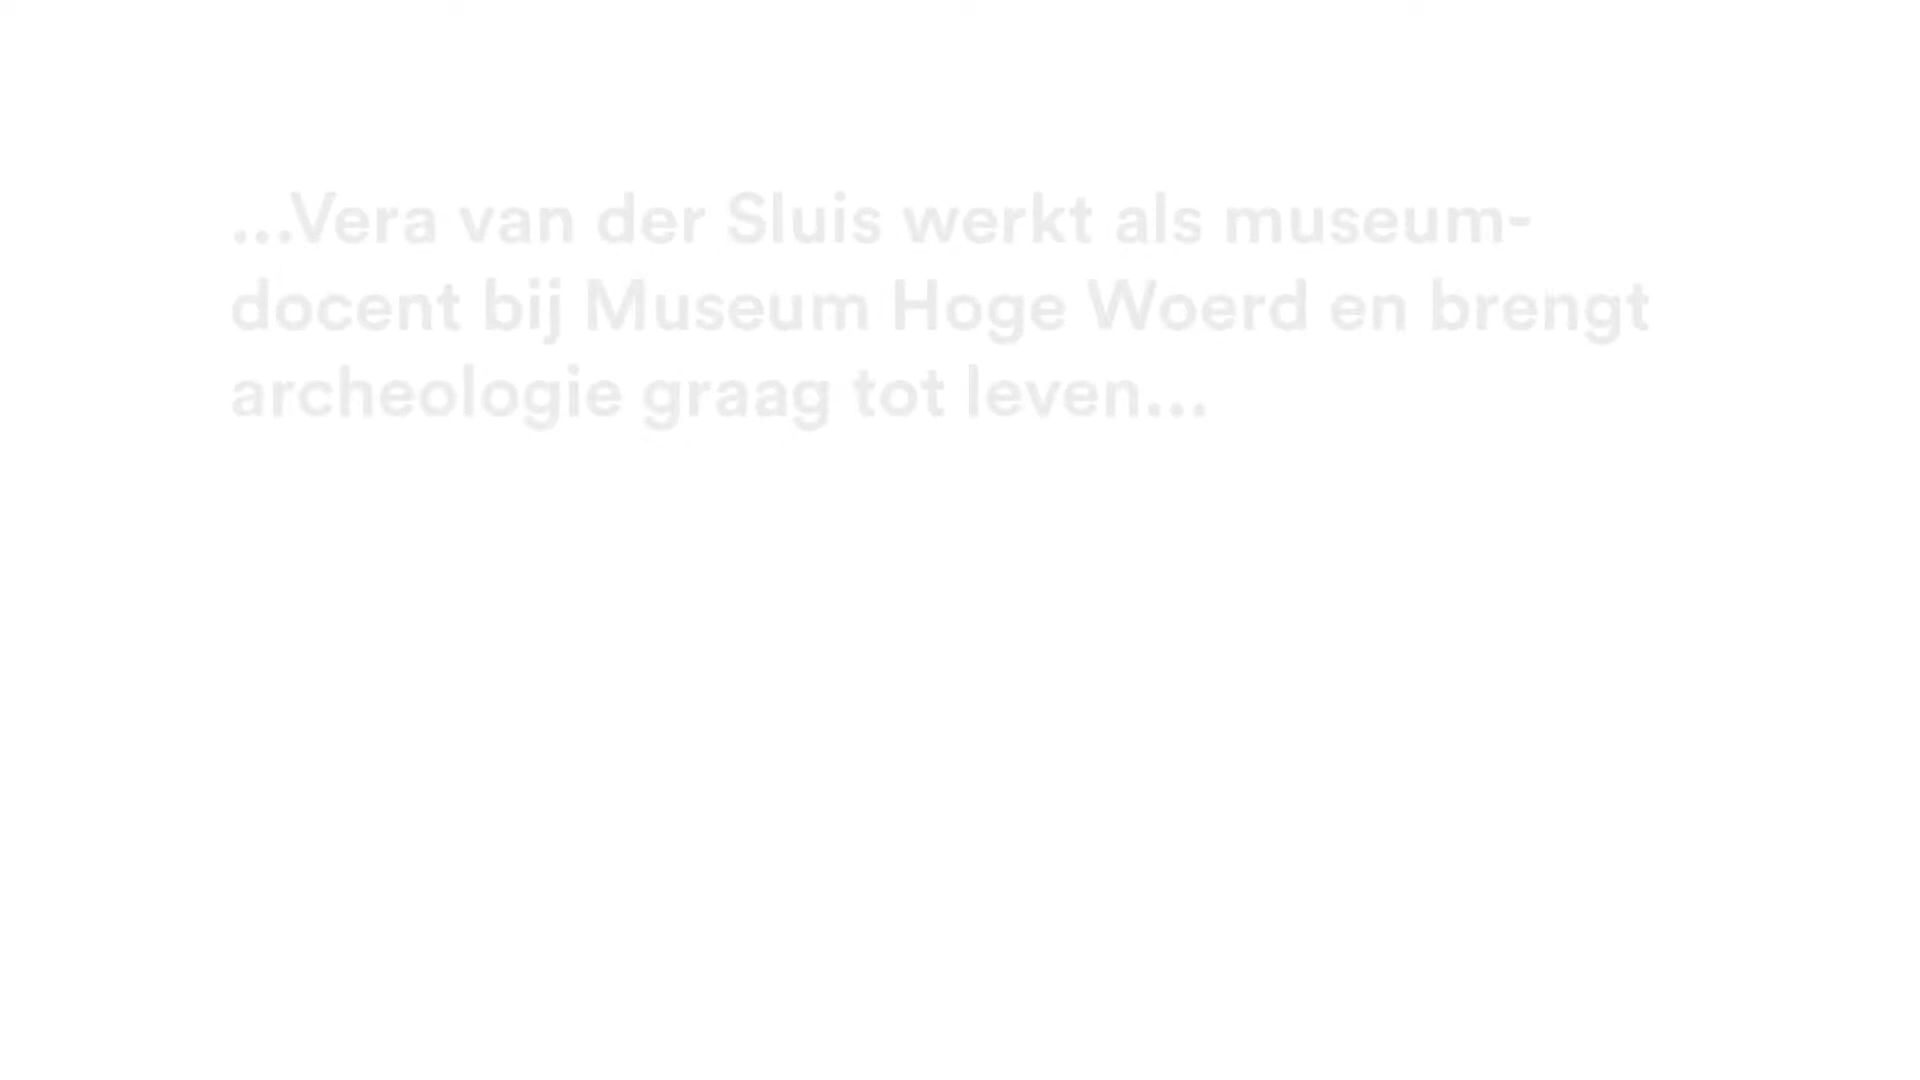 ...Vera van der Sluis werkt als museum-
docent bij Museum Hoge Woerd en brengt
archeologie graag tot leven...